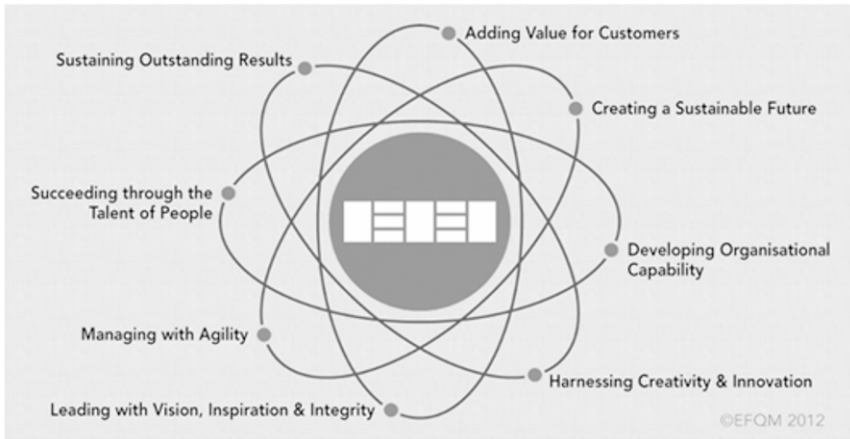 Adding Value for Customers
Sustaining Outstanding Results
Creating a Sustainable Future
Succeeding through the
Talent of People
Developing Organisational
Capability
Managing with Agility
Harnessing Creativity & Innovation
Leading with Vision, Inspiration & Integrity
©EFQM 2012